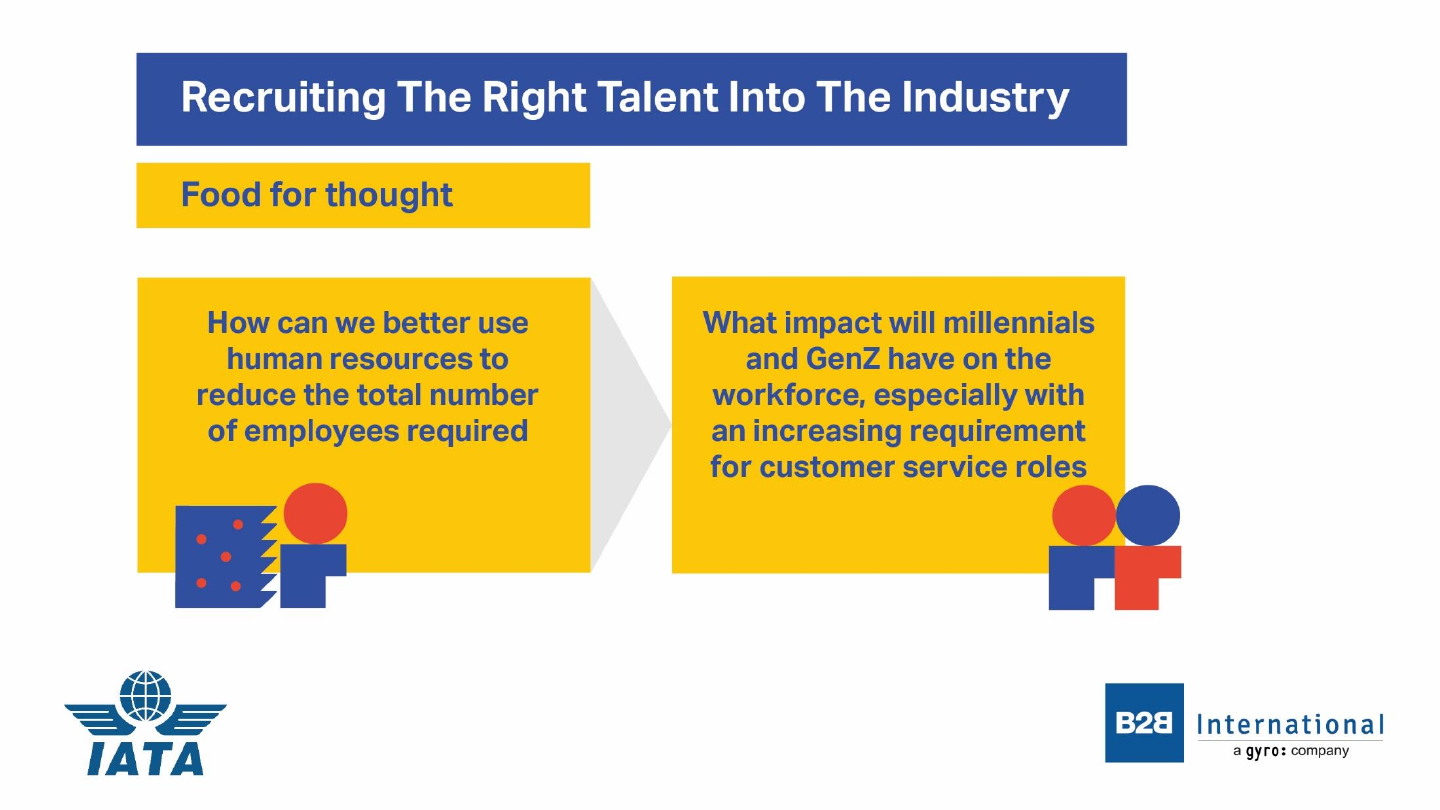 Recruiting The Right Talent Into The Industry
Food for thought
How can we better use
human resources to
reduce the total number
of employees required
What impact will millennials
and GenZ have on the
workforce, especially with
an increasing requirement
for customer service roles
IATA
B2B International
a gyro: company